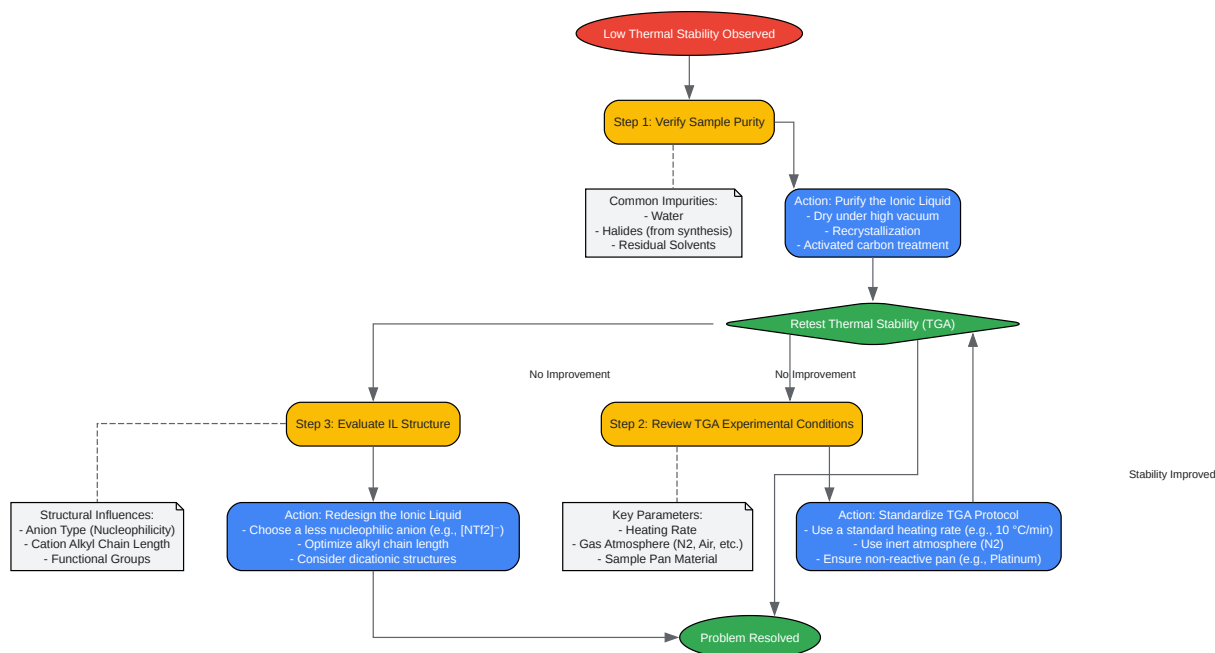 Low Thermal Stability Observed
Step 1: Verify Sample Purity
Common Impurities:
- Water
- Halides (from synthesis)
- Residual Solvents
Action: Purify the Ionic Liquid
- Dry under high vacuum
- Recrystallization
- Activated carbon treatment
Retest Thermal Stability (TGA)
No Improvement
No Improvement
Step 3: Evaluate IL Structure
Step 2: Review TGA Experimental Conditions
Stability Improved
Structural Influences:
- Anion Type (Nucleophilicity)
- Cation Alkyl Chain Length
- Functional Groups
Action: Redesign the Ionic Liquid
- Choose a less nucleophilic anion (e.g., [NTf2]⁻)
- Optimize alkyl chain length
- Consider dicationic structures
Key Parameters:
- Heating Rate
- Gas Atmosphere (N2, Air, etc.)
- Sample Pan Material
Action: Standardize TGA Protocol
- Use a standard heating rate (e.g., 10 °C/min)
- Use inert atmosphere (N2)
- Ensure non-reactive pan (e.g., Platinum)
Problem Resolved